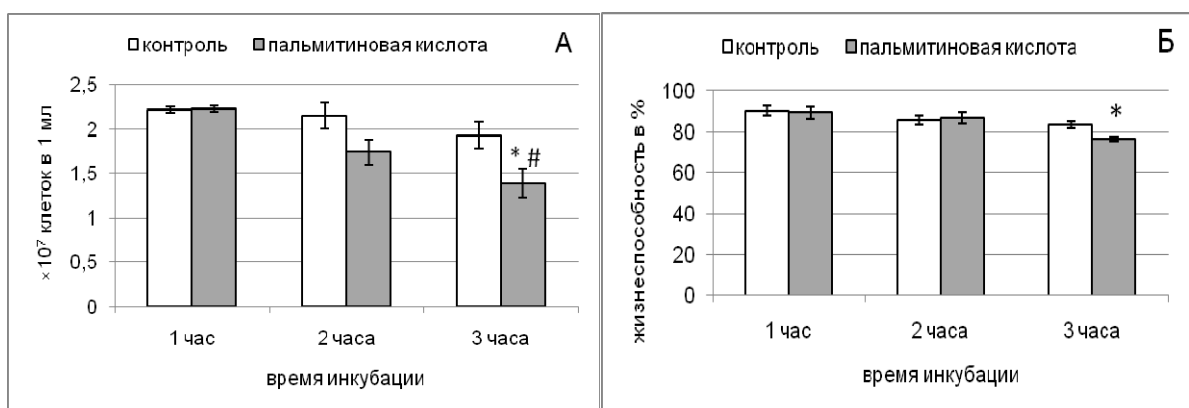 контроль пальмитиновая кислота А
×10⁷ клеток в 1 мл
2,5
2
1,5
1
0,5
0
* #
1 час 2 часа 3 часа
время инкубации
контроль пальмитиновая кислота Б
жизнеспособность в %
100
80
60
40
20
0
*
1 час 2 часа 3 часа
время инкубации